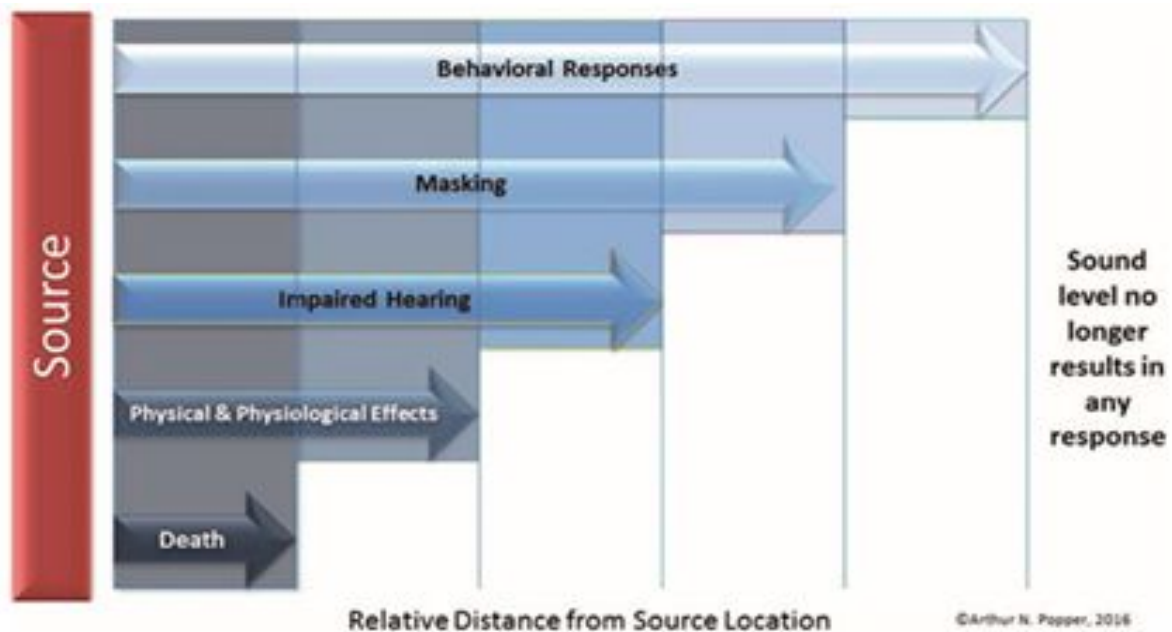 Source
Behavioral Responses
Masking
Impaired Hearing
Physical & Physiological Effects
Death
Sound
level no
longer
results in
any
response
Relative Distance from Source Location
©Arthur N. Popper, 2016